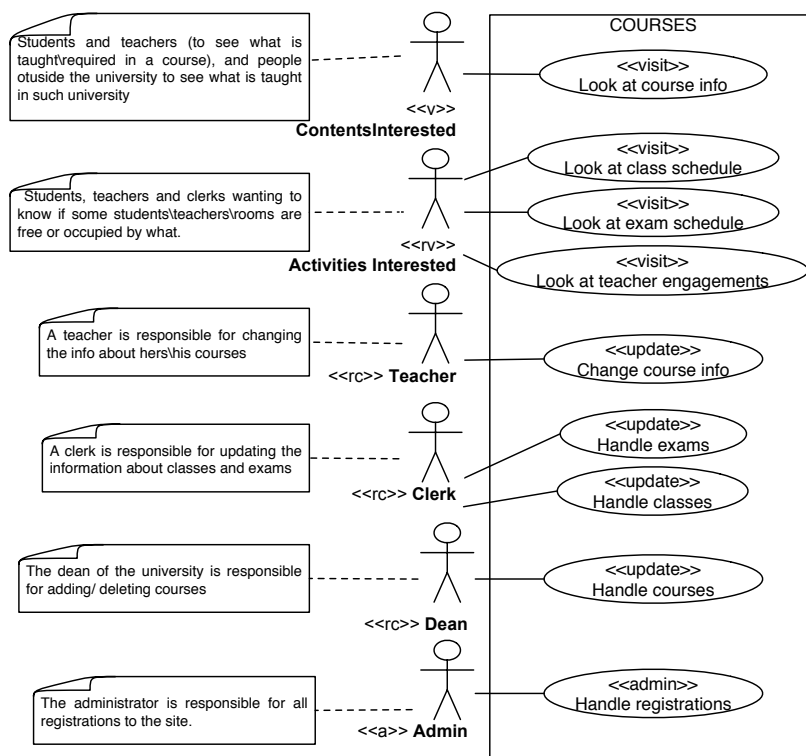 COURSES
Students and teachers (to see what is
taught\required in a course), and people
otuside the university to see what is taught
in such university
<<v>>
ContentsInterested
<<visit>>
Look at course info
Students, teachers and clerks wanting to
know if some students\teachers\rooms are
free or occupied by what.
<<rv>>
Activities Interested
<<visit>>
Look at class schedule
<<visit>>
Look at exam schedule
<<visit>>
Look at teacher engagements
A teacher is responsible for changing
the info about hers\his courses
<<rc>> Teacher
<<update>>
Change course info
A clerk is responsible for updating the
information about classes and exams
<<rc>> Clerk
<<update>>
Handle exams
<<update>>
Handle classes
The dean of the university is responsible
for adding/ deleting courses
<<rc>> Dean
<<update>>
Handle courses
The administrator is responsible for all
registrations to the site.
<<a>> Admin
<<admin>>
Handle registrations